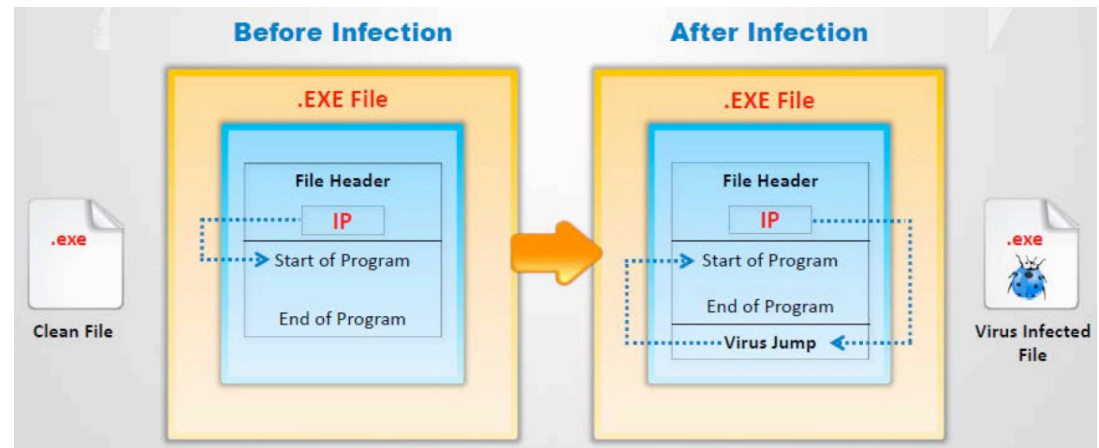 Before Infection
After Infection
.EXE File
File Header
IP
Start of Program
End of Program
.exe
Clean File
.EXE File
File Header
IP
Start of Program
End of Program
Virus Jump
.exe
Virus Infected
File